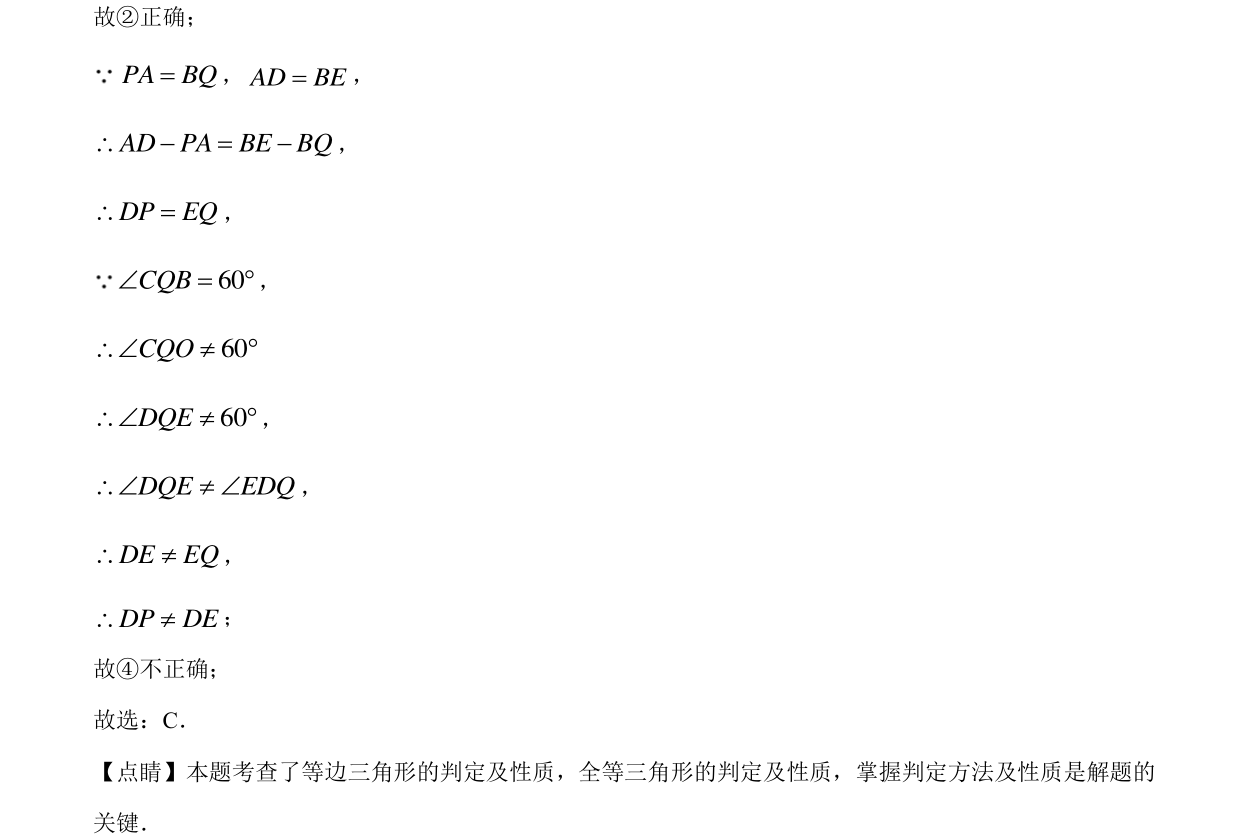 故②正确；
∵ PA = BQ， AD = BE，
∴ AD − PA = BE − BQ，
∴ DP = EQ，
∵ ∠CQB = 60°，
∴ ∠CQO ≠ 60°
∴ ∠DQE ≠ 60°，
∴ ∠DQE ≠ ∠EDQ，
∴ DE ≠ EQ，
∴ DP ≠ DE；
故④不正确；
故选：C．
【点睛】本题考查了等边三角形的判定及性质，全等三角形的判定及性质，掌握判定方法及性质是解题的
关键．